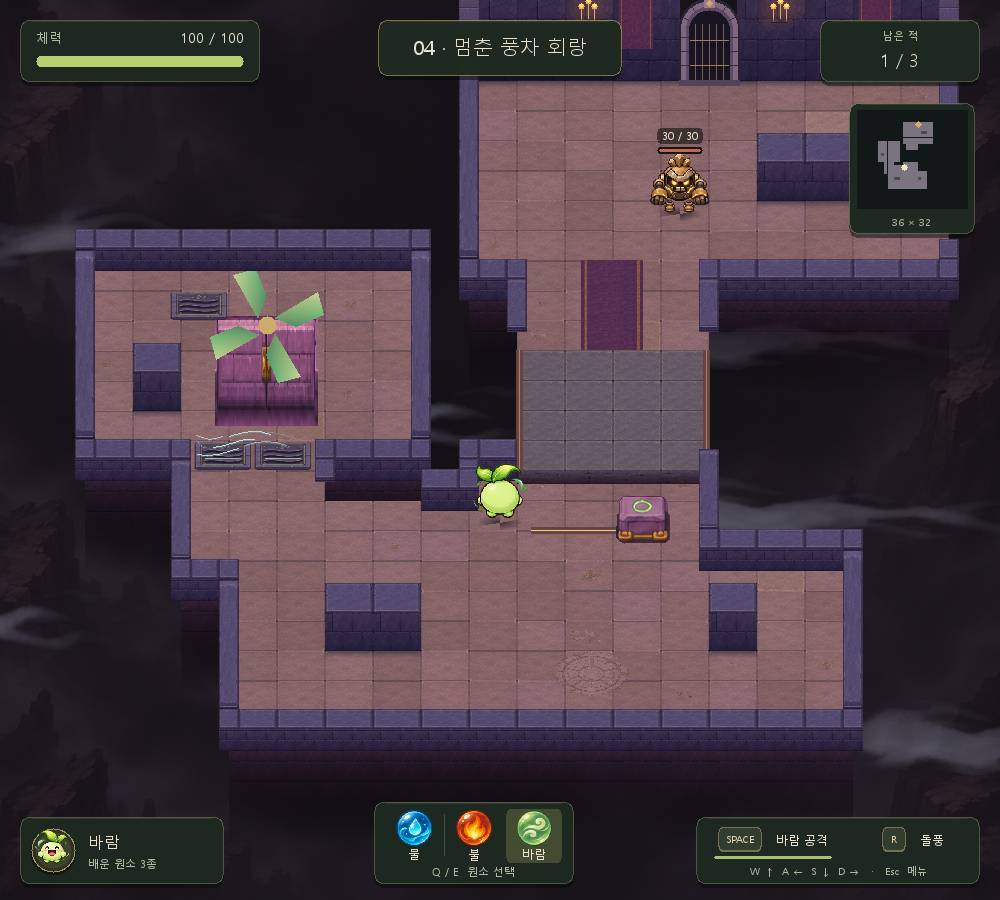 체력 100 / 100
04 · 멈춘 풍차 회랑
남은 적
1 / 3
30 / 30
36 × 32
바람
배운 원소 3종
물 불 바람
Q / E 원소 선택
SPACE 바람 공격 R 돌풍
W ↑ A ← S ↓ D → · Esc 메뉴